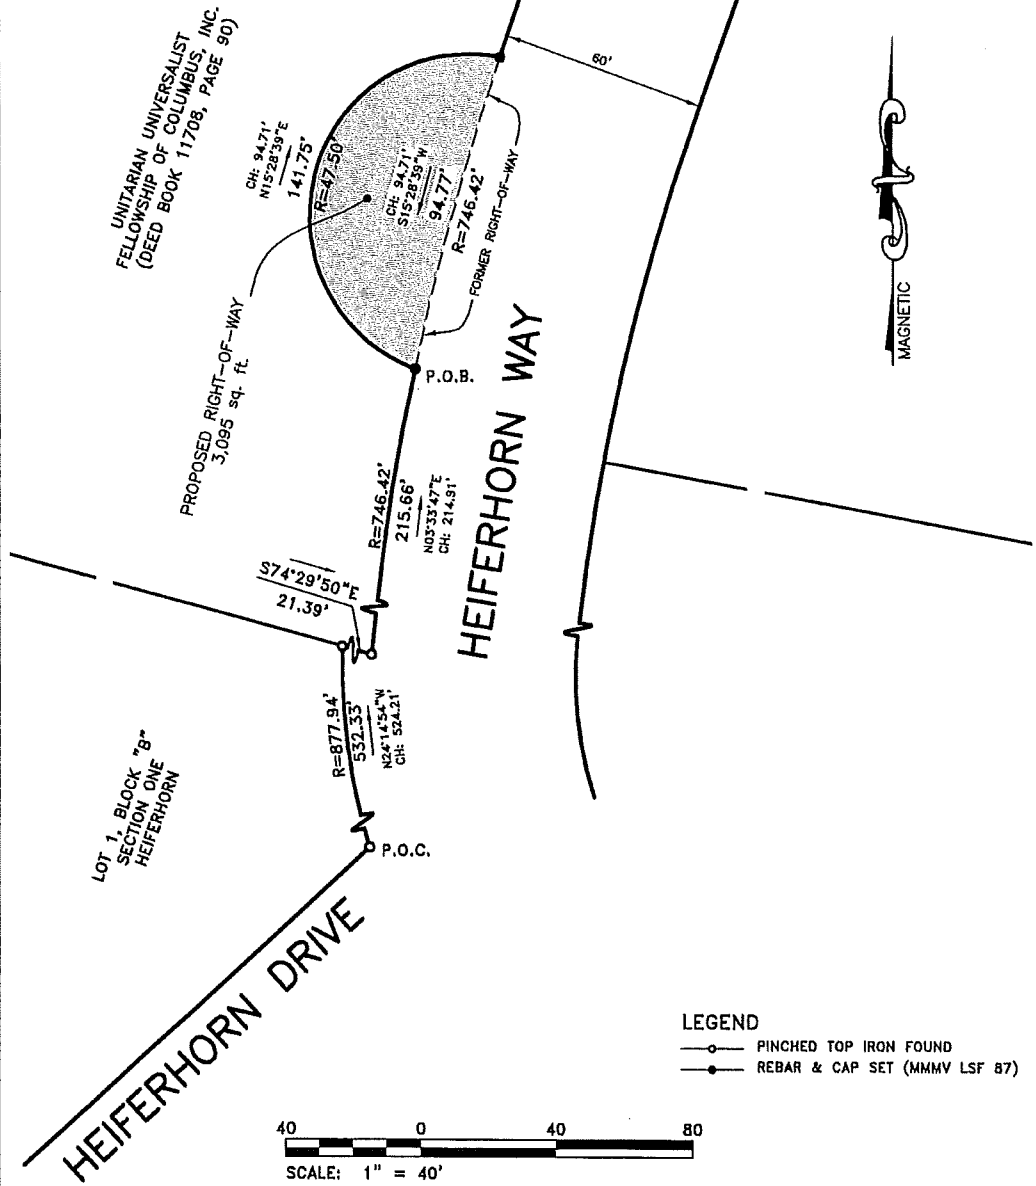 UNITARIAN UNIVERSALIST
FELLOWSHIP OF COLUMBUS, INC.
(DEED BOOK 11708, PAGE 90)
60'
CH: 94.71'
N15°28'39"E
141.75'
R=47.50'
CH: 94.71'
S15°28'39"W
94.77'
R=746.42'
FORMER RIGHT-OF-WAY
MAGNETIC
PROPOSED RIGHT-OF-WAY
3,095 sq. ft.
P.O.B.
HEIFERHORN WAY
R=746.42'
215.66'
N03°33'47"E
CH: 214.91'
S74°29'50"E
21.39'
R=877.94'
532.33'
N24°14'54"W
CH: 524.21'
LOT 1, BLOCK "B"
SECTION ONE
HEIFERHORN
P.O.C.
HEIFERHORN DRIVE
LEGEND
PINCHED TOP IRON FOUND
REBAR & CAP SET (MMMV LSF 87)
40 0 40 80
SCALE: 1" = 40'